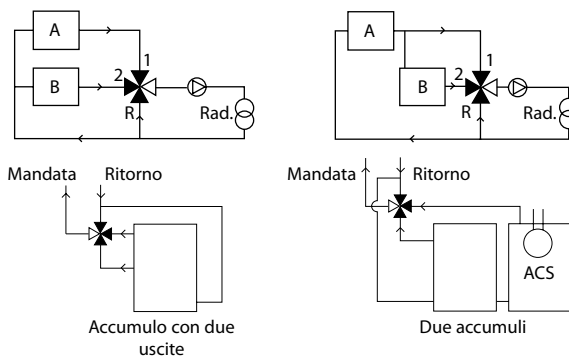 A
1
2
B
R
Rad.
A
1
2
B
R
Rad.
Mandata
Ritorno
Accumulo con due
uscite
Mandata
Ritorno
ACS
Due accumuli